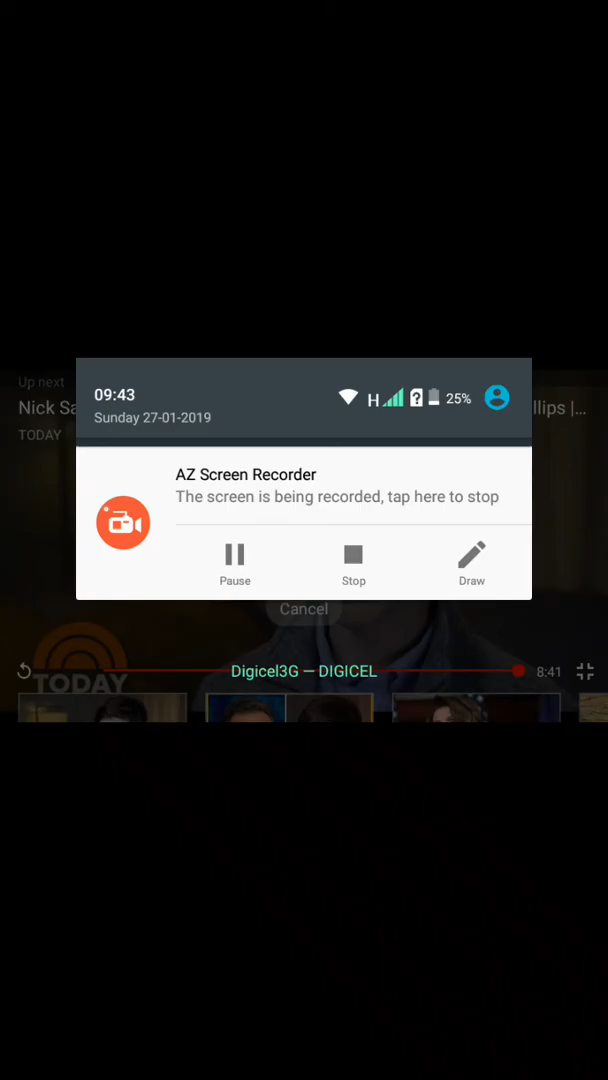 09:43
H
?
25%
Sunday 27-01-2019
Up next
Nick Sa
llips |...
TODAY
AZ Screen Recorder
The screen is being recorded, tap here to stop
Pause
Stop
Draw
Cancel
Digicel3G — DIGICEL
8:41
TODAY